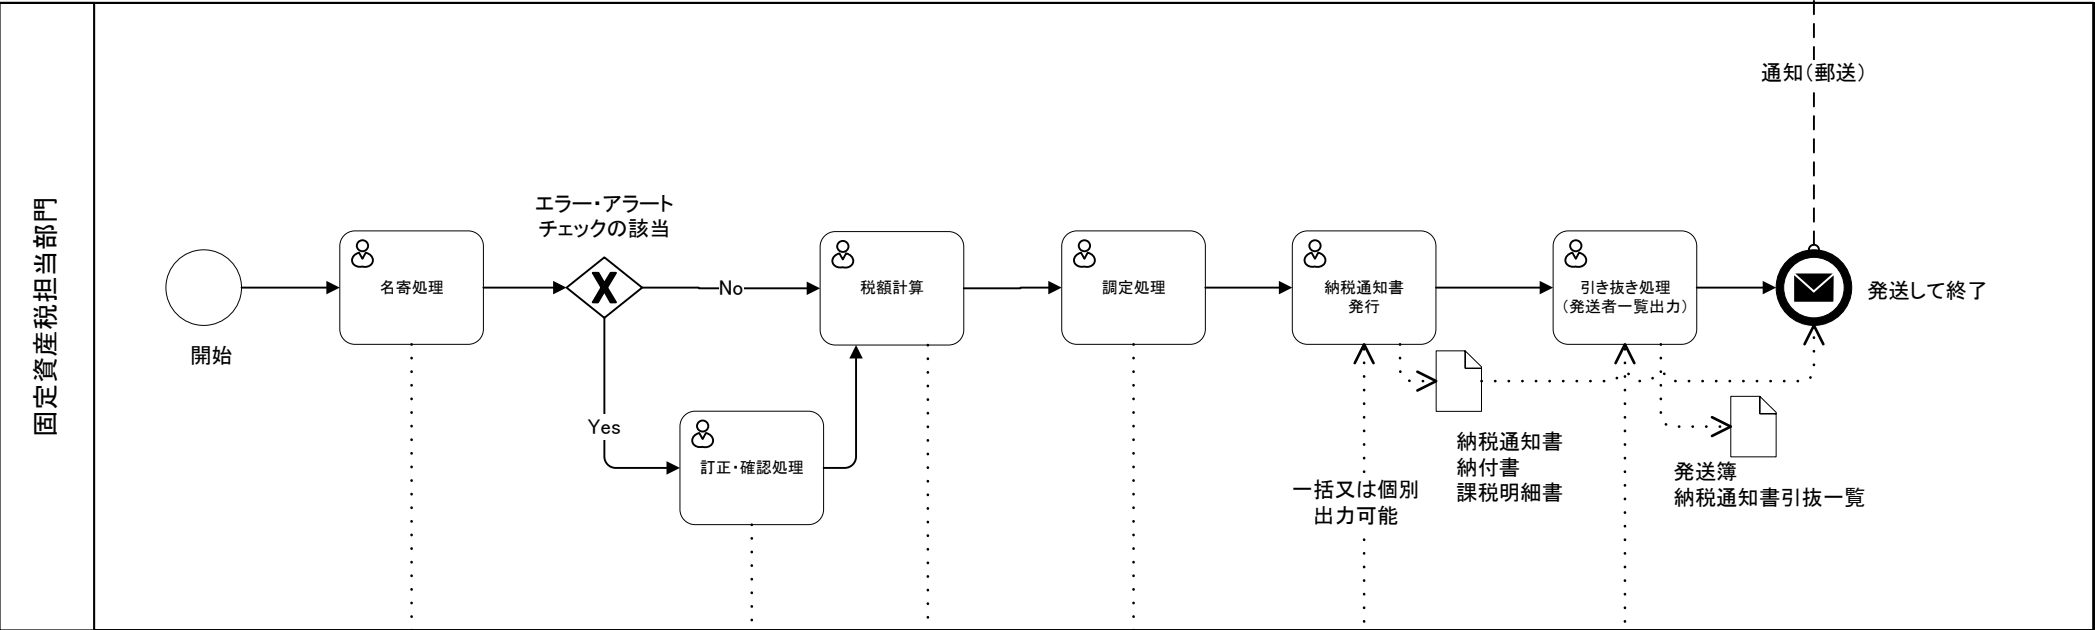 固定資産税担当部門
通知(郵送)
エラー・アラート
チェックの該当
開始
名寄処理
No
Yes
訂正・確認処理
税額計算
調定処理
納税通知書
発行
引き抜き処理
(発送者一覧出力)
発送して終了
一括又は個別
出力可能
納税通知書
納付書
課税明細書
発送簿
納税通知書引抜一覧